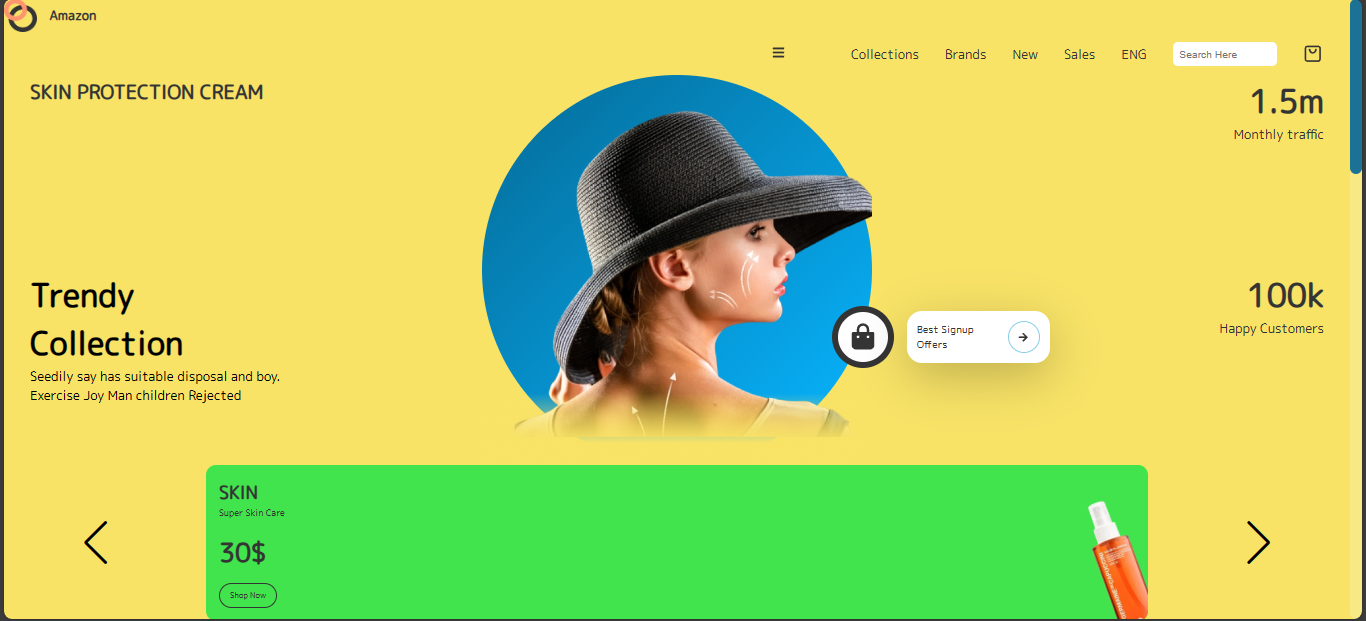 Amazon
Collections
Brands
New
Sales
ENG
Search Here
SKIN PROTECTION CREAM
1.5m
Monthly traffic
Trendy
Collection
Seedily say has suitable disposal and boy.
Exercise Joy Man children Rejected
Best Signup
Offers
100k
Happy Customers
SKIN
Super Skin Care
30$
Shop Now